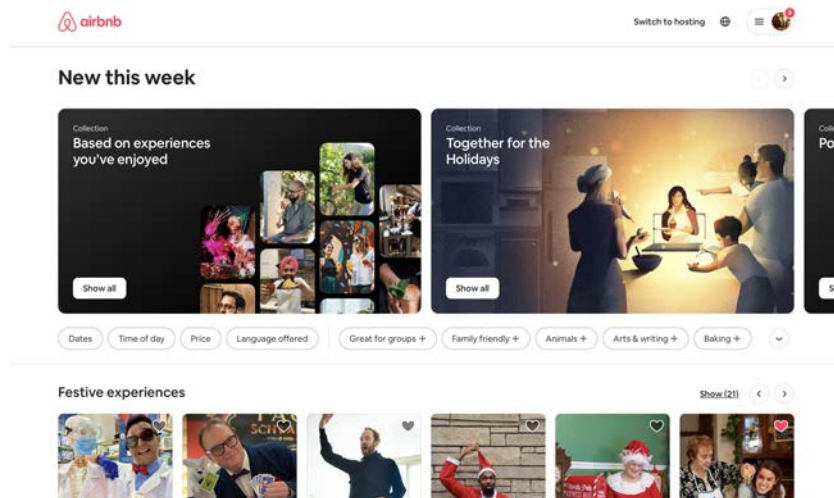 airbnb
Switch to hosting
New this week
Collection
Based on experiences
you've enjoyed
Show all
Collection
Together for the
Holidays
Show all
Po
S
Dates
Time of day
Price
Language offered
Great for groups +
Family friendly +
Animals +
Arts & writing +
Baking +
Festive experiences
Show (21)